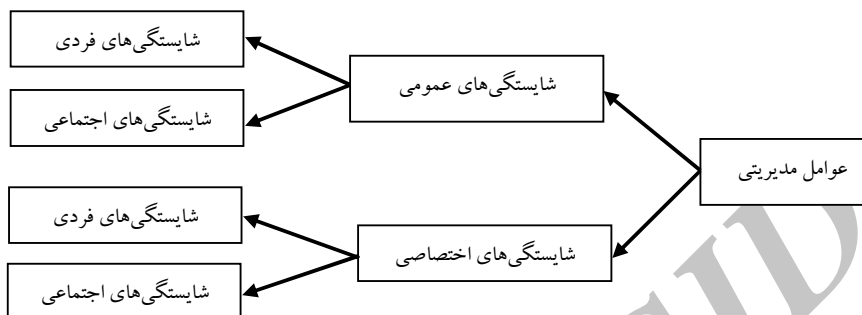 عوامل مدیریتی
شایستگی‌های عمومی
شایستگی‌های فردی
شایستگی‌های اجتماعی
شایستگی‌های اختصاصی
شایستگی‌های فردی
شایستگی‌های اجتماعی